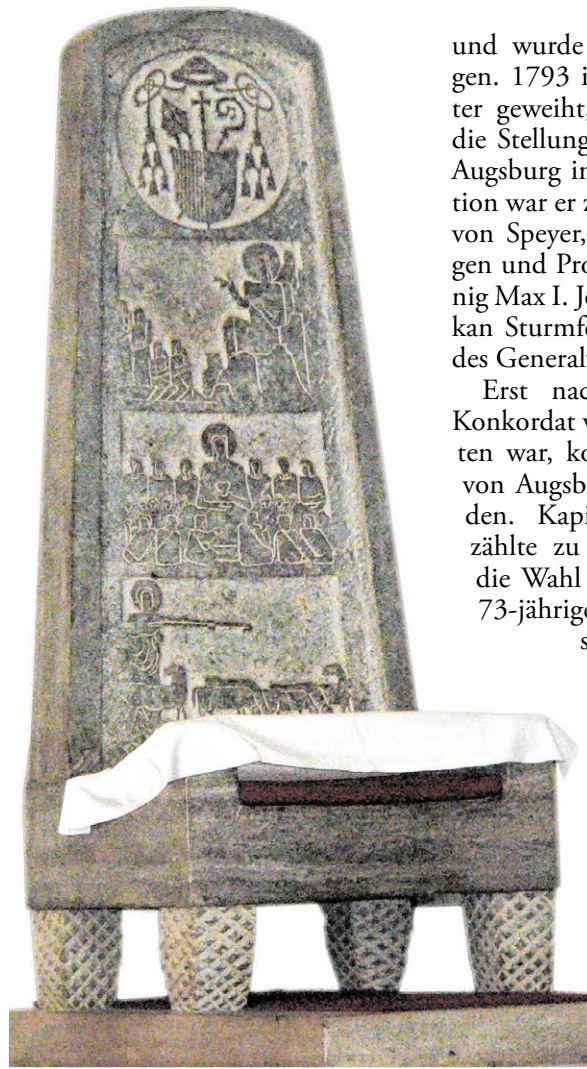 und wurde
gen. 1793 i
ter geweiht,
die Stellung
Augsburg in
tion war er z
von Speyer,
gen und Pro
nig Max I. Jo
kan Sturmfe
des General
Erst nac
Konkordat v
ten war, ko
von Augsb
den. Kapi
zählte zu
die Wahl
73-jährige
s